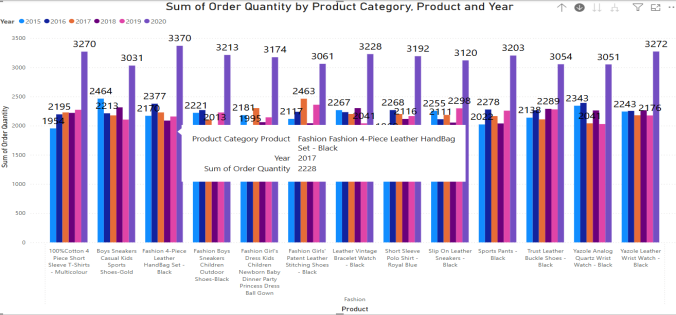 Sum of Order Quantity by Product Category, Product and Year
Year 2015 2016 2017 2018 2019 2020
3500
3000
2500
2000
1500
1000
500
0
Sum of Order Quantity
3270
3031
3370
3213
3174
3061
3228
3192
3120
3203
3054
3051
3272
1954
2195
2464
2213
2170
2377
2221
2013
2181
1995
2117
2463
2267
2041
2268
2116
2255
2111
2298
2022
2278
2138
2289
2343
2041
2243
2176
Product Category Product Fashion Fashion 4-Piece Leather HandBag
Set - Black
Year 2017
Sum of Order Quantity 2228
100%Cotton 4
Piece Short
Sleeve T-Shirts
- Multicolour
Boys Sneakers
Casual Kids
Sports
Shoes-Gold
Fashion 4-Piece
Leather
HandBag Set -
Black
Fashion Boys
Sneakers
Children
Outdoor
Shoes-Black
Fashion Girl's
Dress Kids
Children
Newborn Baby
Dinner Party
Princess Dress
Ball Gown
Fashion Girls'
Patent Leather
Stitching Shoes
- Black
Leather Vintage
Bracelet Watch
- Black
Short Sleeve
Polo Shirt -
Royal Blue
Slip On Leather
Sneakers -
Black
Sports Pants -
Black
Trust Leather
Buckle Shoes -
Black
Yazole Analog
Quartz Wrist
Watch - Black
Yazole Leather
Wrist Watch -
Black
Fashion
Product